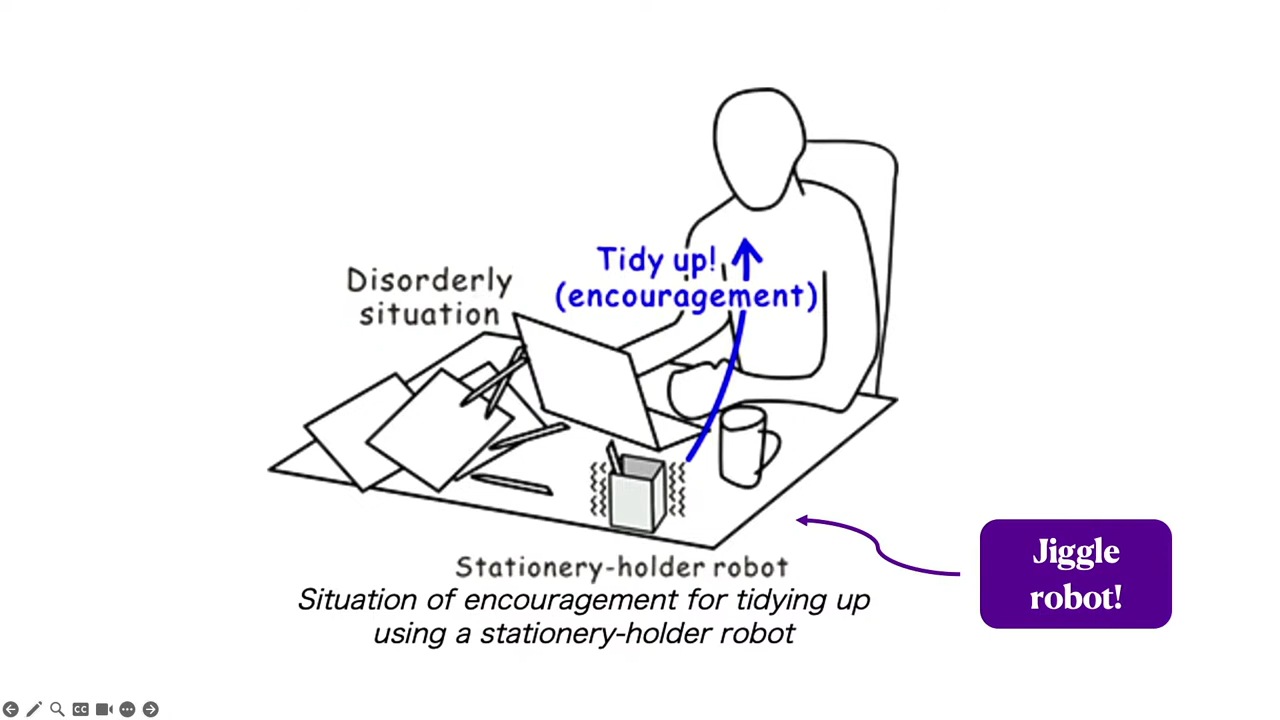 Tidy up!
(encouragement)
Disorderly
situation
Stationery-holder robot
Situation of encouragement for tidying up
using a stationery-holder robot
Jiggle
robot!
CC